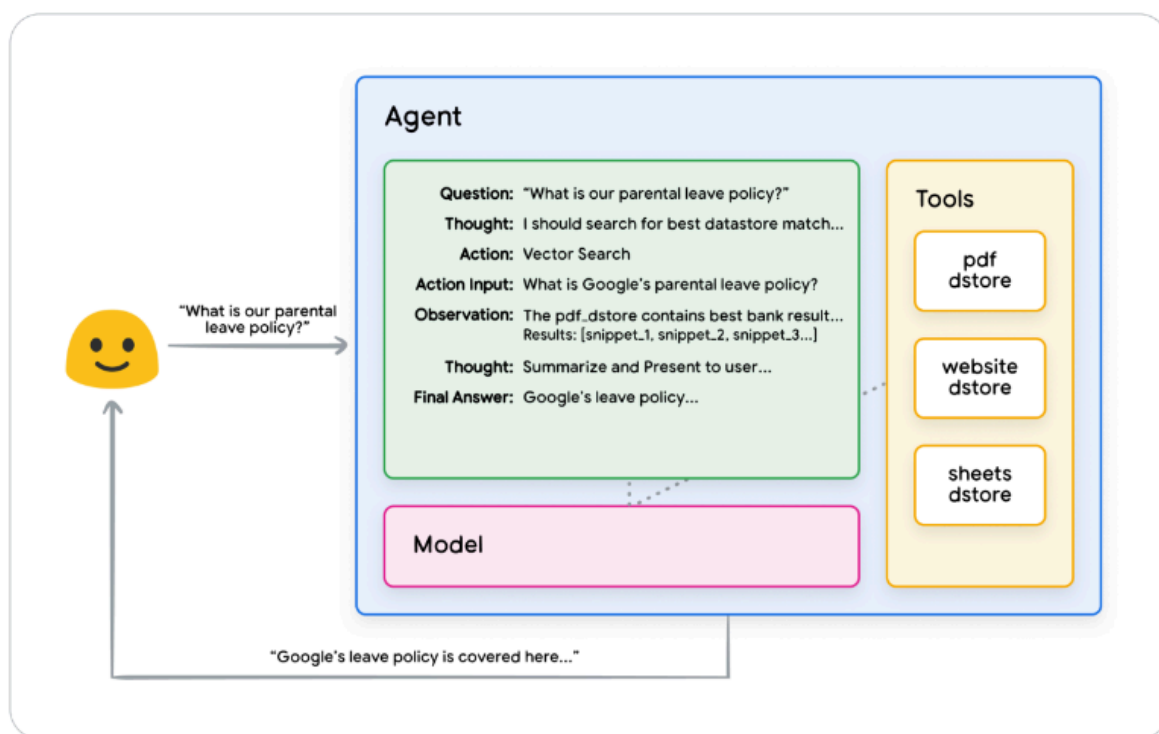 Agent
Question: “What is our parental leave policy?”
Thought: I should search for best datastore match...
Action: Vector Search
Action Input: What is Google's parental leave policy?
Observation: The pdf_dstore contains best bank result...
Results: [snippet_1, snippet_2, snippet_3...]
Thought: Summarize and Present to user...
Final Answer: Google's leave policy...
Tools
pdf
dstore
website
dstore
sheets
dstore
“What is our parental
leave policy?”
Model
“Google's leave policy is covered here...”